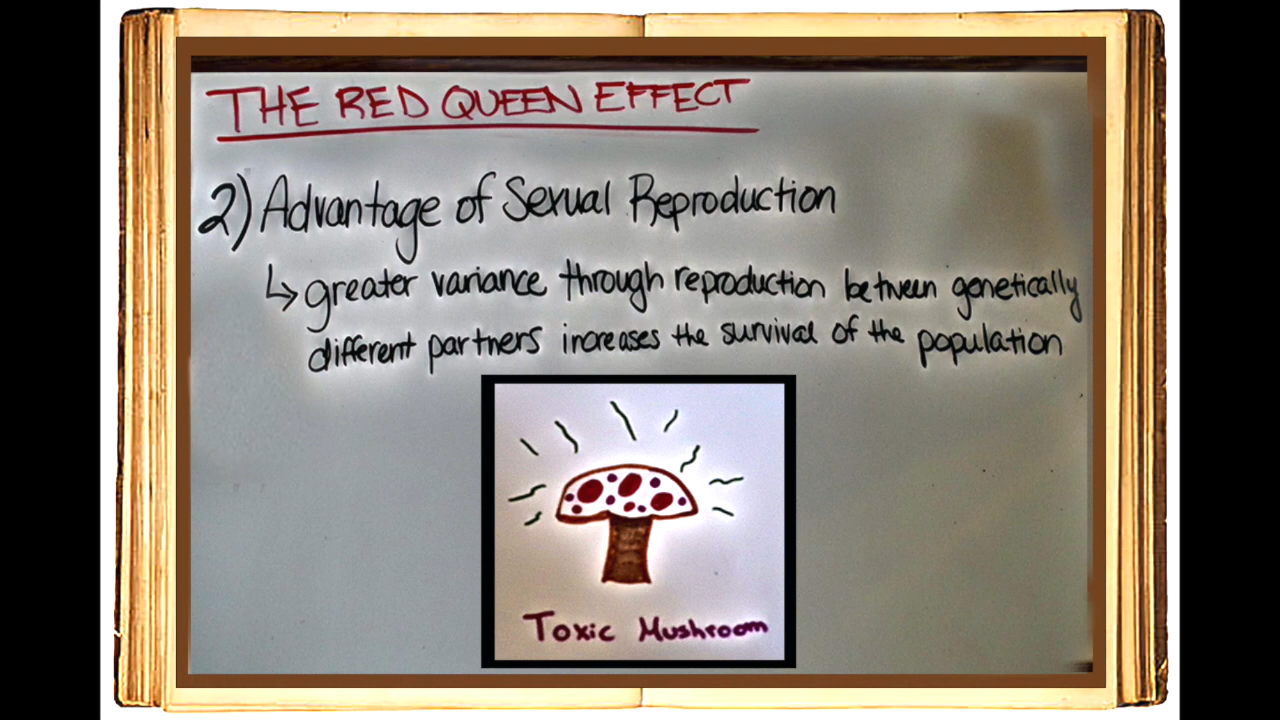 THE RED QUEEN EFFECT
2) Advantage of Sexual Reproduction
↳ greater variance through reproduction between genetically
different partners increases the survival of the population
Toxic Mushroom